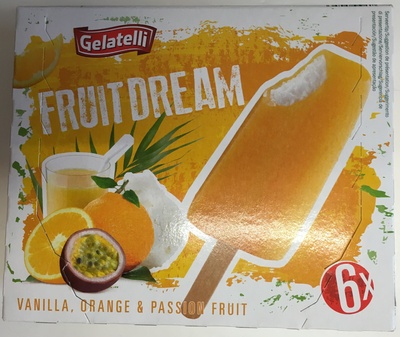 Gelatelli
FRUIT DREAM
VANILLA, ORANGE & PASSION FRUIT
6x